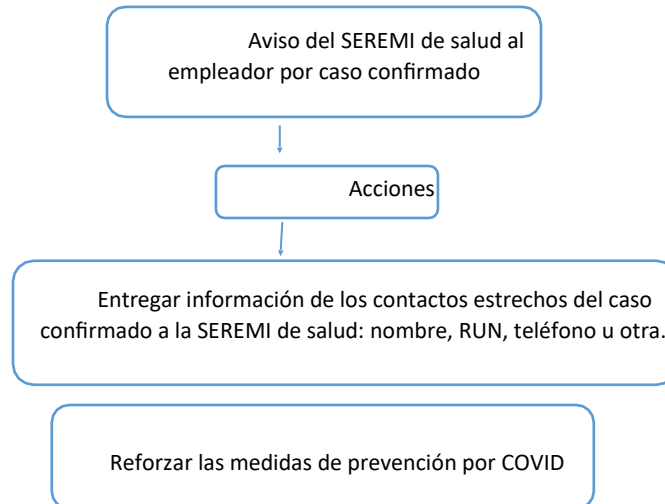 Aviso del SEREMI de salud al
empleador por caso confirmado
Acciones
Entregar información de los contactos estrechos del caso
confirmado a la SEREMI de salud: nombre, RUN, teléfono u otra.
Reforzar las medidas de prevención por COVID